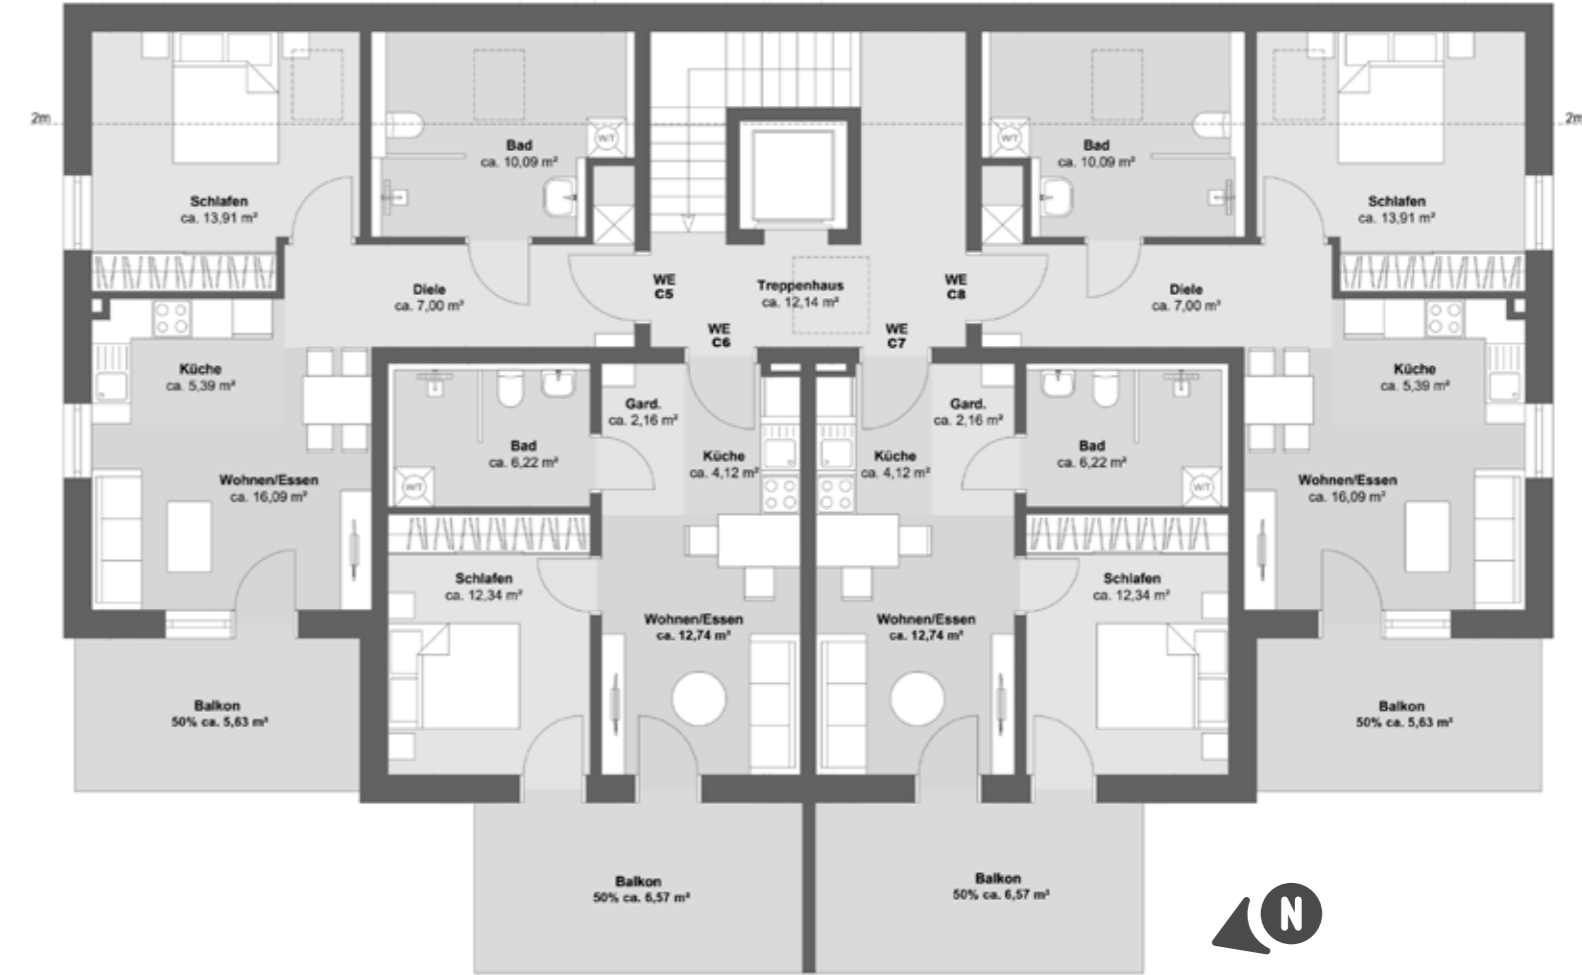 2m
2m
Bad
ca. 10,09 m²
WT
Bad
ca. 10,09 m²
WT
Schlafen
ca. 13,91 m²
Schlafen
ca. 13,91 m²
Diele
ca. 7,00 m²
WE
C5
Treppenhaus
ca. 12,14 m²
WE
C8
Diele
ca. 7,00 m²
WE
C6
WE
C7
Küche
ca. 5,39 m²
Küche
ca. 5,39 m²
Gard.
ca. 2,16 m²
Gard.
ca. 2,16 m²
Bad
ca. 6,22 m²
WT
Küche
ca. 4,12 m²
Küche
ca. 4,12 m²
Bad
ca. 6,22 m²
WT
Wohnen/Essen
ca. 16,09 m²
Wohnen/Essen
ca. 16,09 m²
Schlafen
ca. 12,34 m²
Schlafen
ca. 12,34 m²
Wohnen/Essen
ca. 12,74 m²
Wohnen/Essen
ca. 12,74 m²
Balkon
50% ca. 5,63 m²
Balkon
50% ca. 5,63 m²
Balkon
50% ca. 6,57 m²
Balkon
50% ca. 6,57 m²
N